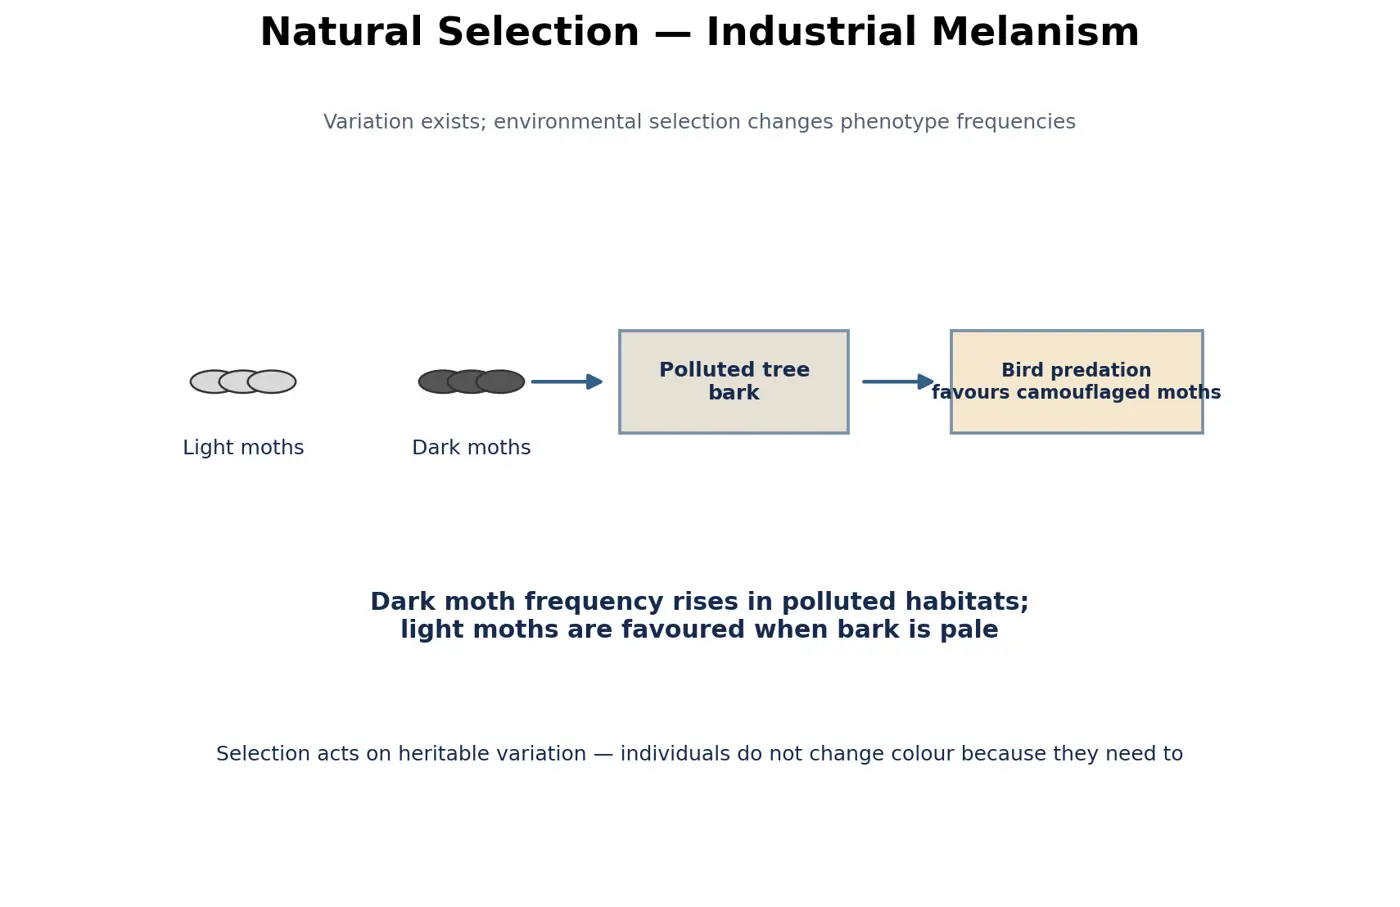 Natural Selection — Industrial Melanism
Variation exists; environmental selection changes phenotype frequencies
Light moths
Dark moths
Polluted tree
bark
Bird predation
favours camouflaged moths
Dark moth frequency rises in polluted habitats;
light moths are favoured when bark is pale
Selection acts on heritable variation — individuals do not change colour because they need to